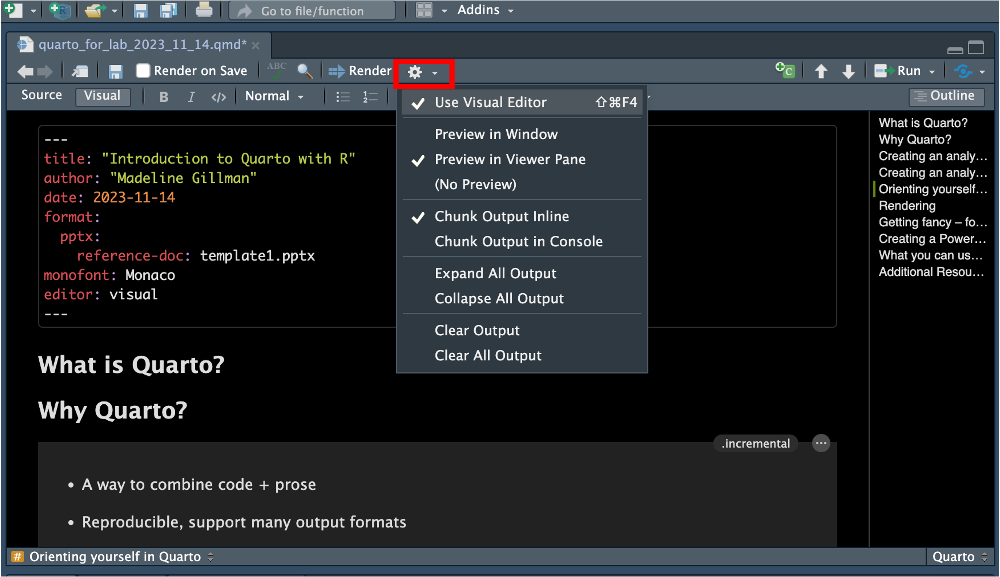 Go to file/function
Addins
quarto_for_lab_2023_11_14.qmd*
Render on Save
ABC
Render
C
Run
Source
Visual
B
I
</>
Normal
1
2
Outline
Use Visual Editor ⇧⌘F4
Preview in Window
Preview in Viewer Pane
(No Preview)
Chunk Output Inline
Chunk Output in Console
Expand All Output
Collapse All Output
Clear Output
Clear All Output
---
title: "Introduction to Quarto with R"
author: "Madeline Gillman"
date: 2023-11-14
format:
  pptx:
    reference-doc: template1.pptx
monofont: Monaco
editor: visual
---
What is Quarto?
Why Quarto?
.incremental
• A way to combine code + prose
• Reproducible, support many output formats
What is Quarto?
Why Quarto?
Creating an analy...
Creating an analy...
Orienting yourself...
Rendering
Getting fancy – fo...
Creating a Power...
What you can us...
Additional Resou...
# Orienting yourself in Quarto
Quarto